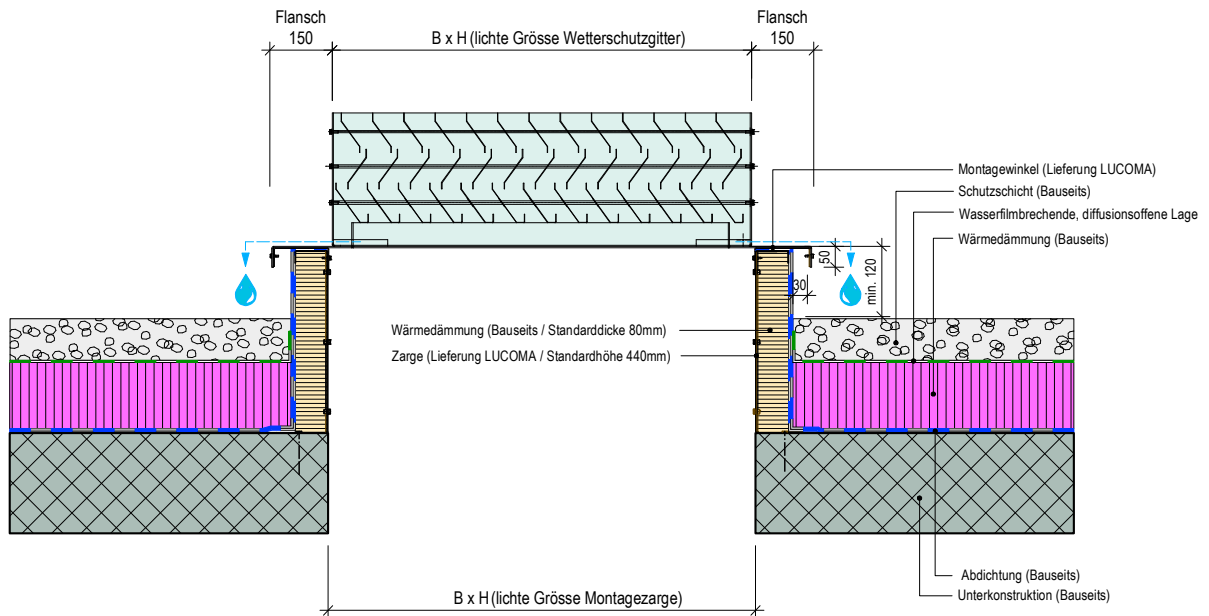 Flansch
150
B x H (lichte Grösse Wetterschutzgitter)
Flansch
150
Montagewinkel (Lieferung LUCOMA)
Schutzschicht (Bauseits)
Wasserfilmbrechende, diffusionsoffene Lage
Wärmedämmung (Bauseits)
50
min. 120
30
Wärmedämmung (Bauseits / Standarddicke 80mm)
Zarge (Lieferung LUCOMA / Standardhöhe 440mm)
Abdichtung (Bauseits)
Unterkonstruktion (Bauseits)
B x H (lichte Grösse Montagezarge)